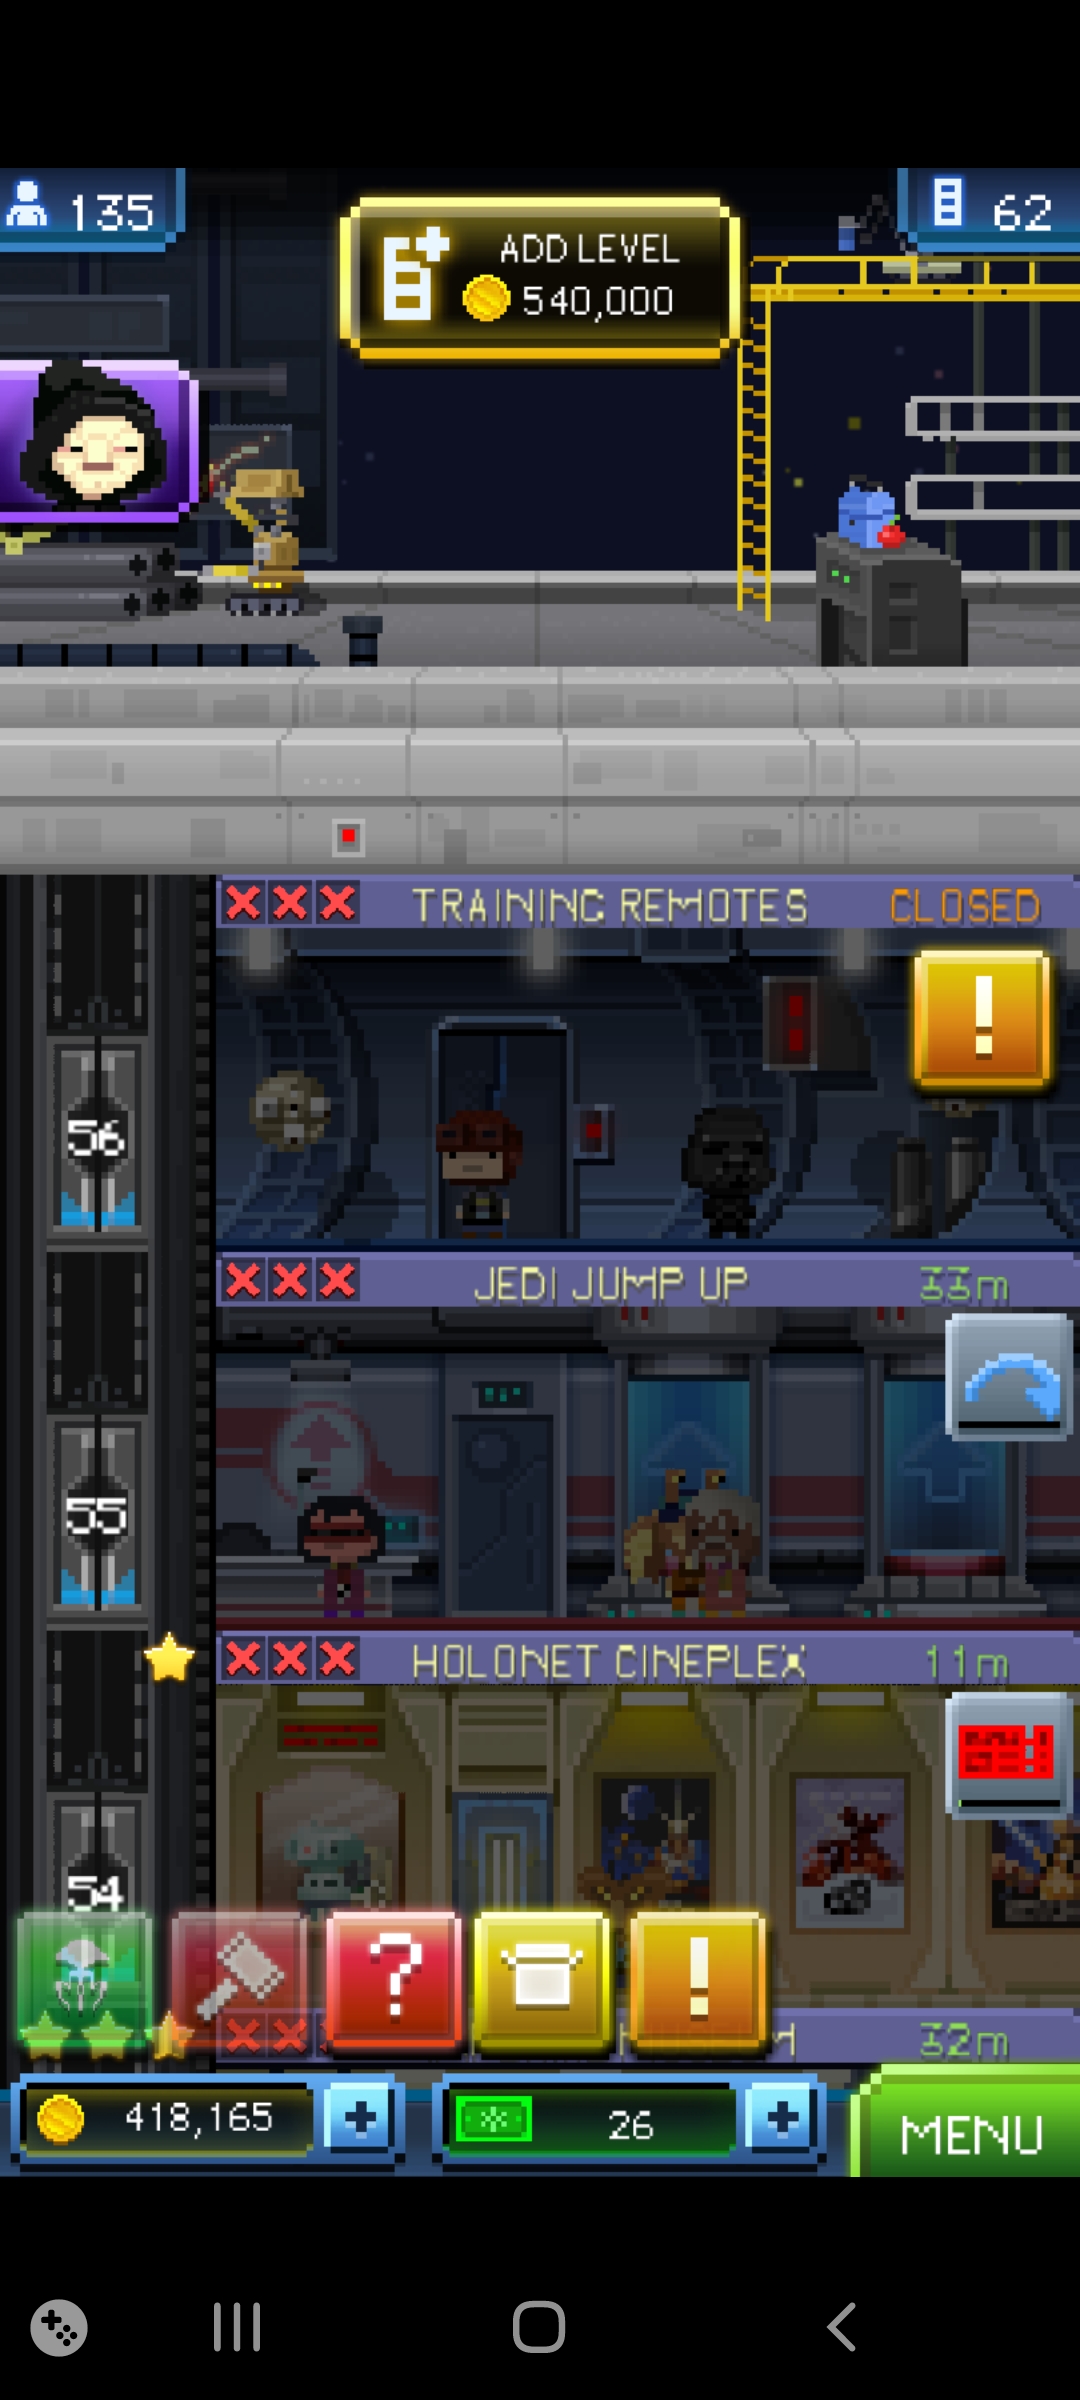 135
62
ADD LEVEL
540,000
TRAINING REMOTES CLOSED
!
56
JEDI JUMP UP 33m
55
HOLONET CINEPLEX 11m
54
? !
32m
418,165 + 26 + MENU